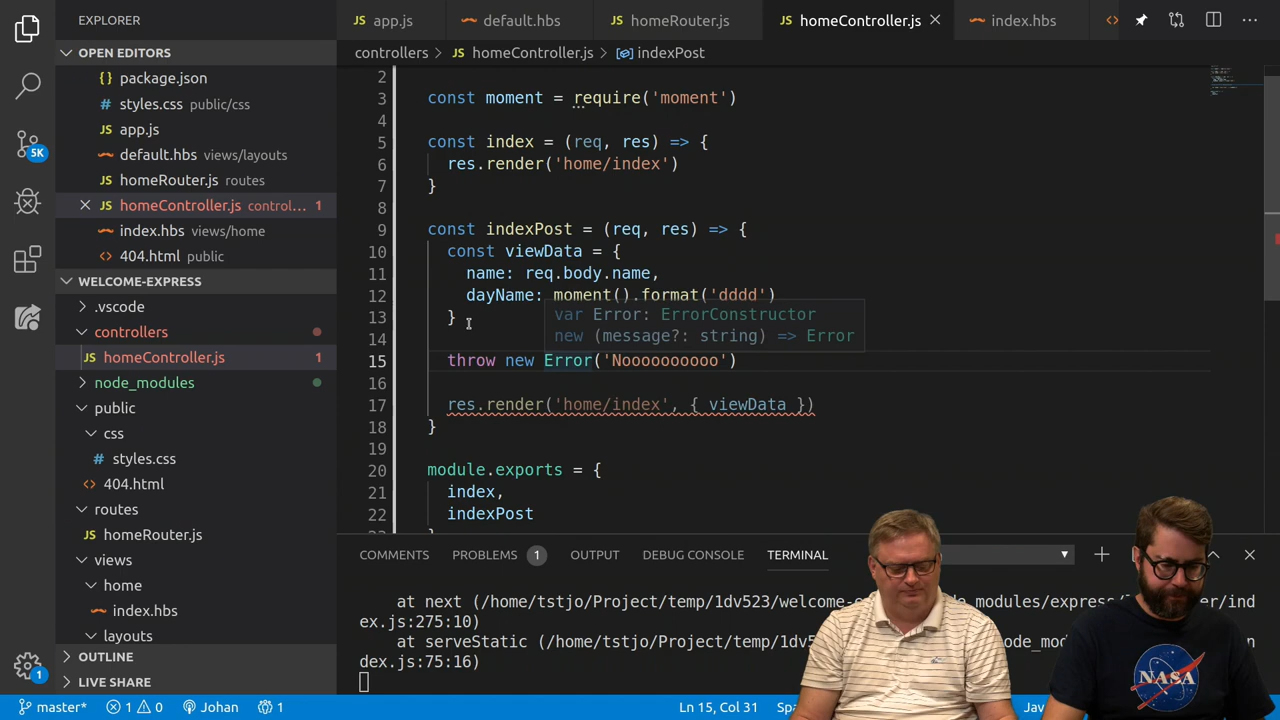 EXPLORER
JS app.js
default.hbs
JS homeRouter.js
JS homeController.js
index.hbs
OPEN EDITORS
controllers > JS homeController.js > indexPost
{} package.json
styles.css public/css
app.js
default.hbs views/layouts
homeRouter.js routes
JS homeController.js control... 1
index.hbs views/home
404.html public
WELCOME-EXPRESS
.vscode
controllers
JS homeController.js 1
node_modules
public
css
# styles.css
404.html
routes
JS homeRouter.js
views
home
index.hbs
layouts
OUTLINE
LIVE SHARE
5K
1
2
3 const moment = require('moment')
4
5 const index = (req, res) => {
6 res.render('home/index')
7 }
8
9 const indexPost = (req, res) => {
10 const viewData = {
11 name: req.body.name,
12 dayName: moment().format('dddd')
13 }
var Error: ErrorConstructor
new (message?: string) => Error
14
15 throw new Error('Noooooooooo')
16
17 res.render('home/index', { viewData })
18 }
19
20 module.exports = {
21 index,
22 indexPost
COMMENTS PROBLEMS 1 OUTPUT DEBUG CONSOLE TERMINAL
at next (/home/tstjo/Project/temp/1dv523/welcome-
ex.js:275:10)
at serveStatic (/home/tstjo/Project/temp/1dv5
dex.js:75:16)
NASA
master* 1 0 Johan 1 Ln 15, Col 31